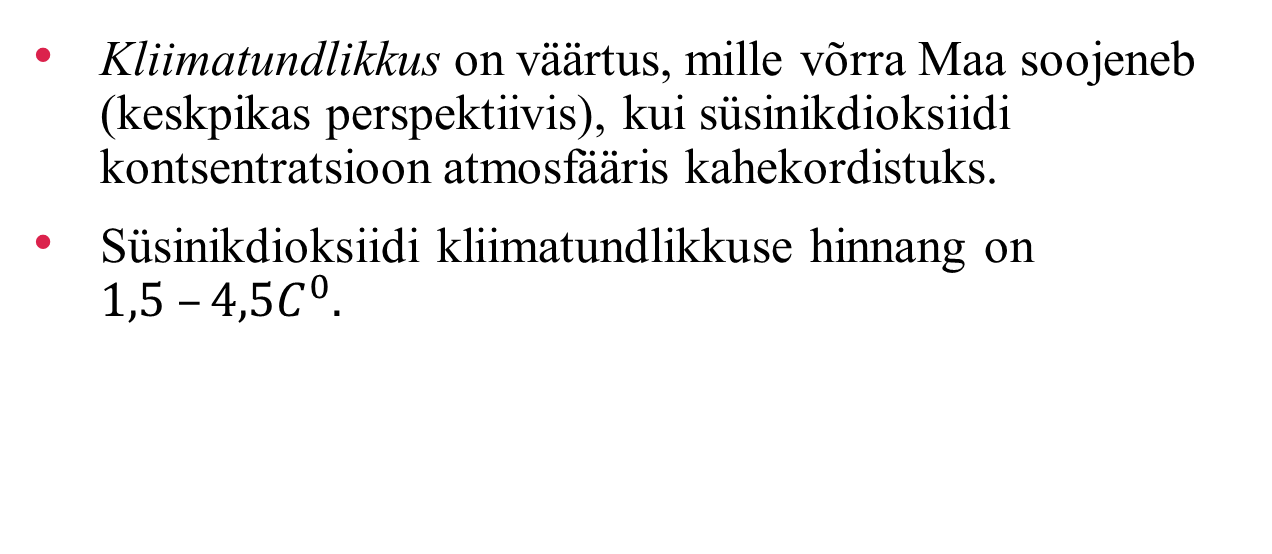 • Kliimatundlikkus on väärtus, mille võrra Maa soojeneb
(keskpikas perspektiivis), kui süsinikdioksiidi
kontsentratsioon atmosfääris kahekordistuks.
• Süsinikdioksiidi kliimatundlikkuse hinnang on
1,5 – 4,5C⁰.